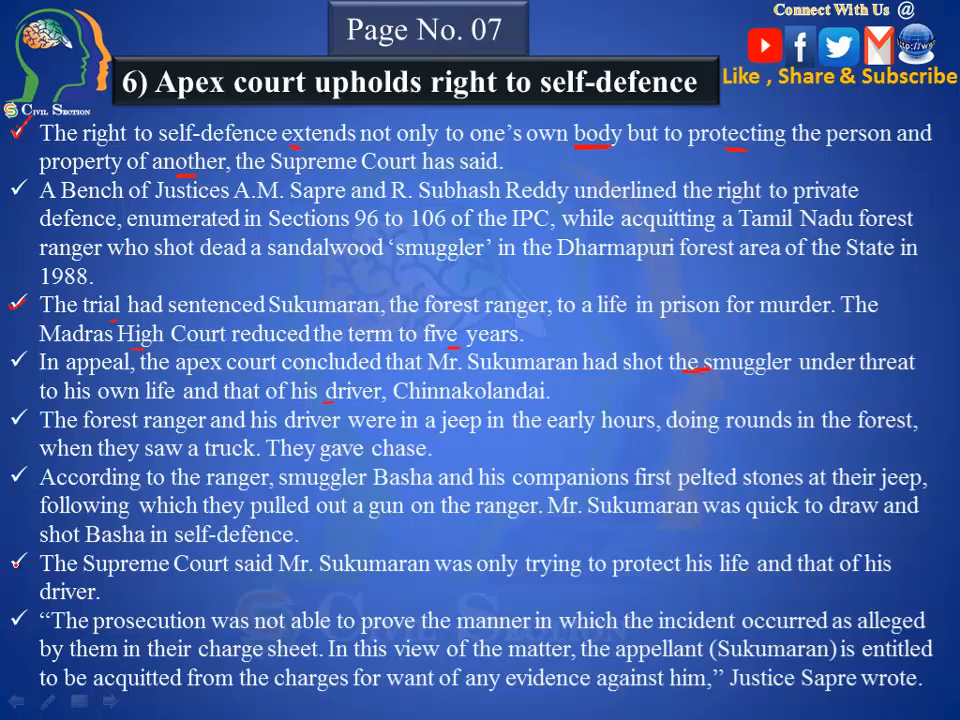 Page No. 07
Connect With Us @
6) Apex court upholds right to self-defence
Like , Share & Subscribe
CIVIL SECTION
The right to self-defence extends not only to one's own body but to protecting the person and
property of another, the Supreme Court has said.
A Bench of Justices A.M. Sapre and R. Subhash Reddy underlined the right to private
defence, enumerated in Sections 96 to 106 of the IPC, while acquitting a Tamil Nadu forest
ranger who shot dead a sandalwood ‘smuggler’ in the Dharmapuri forest area of the State in
1988.
The trial had sentenced Sukumaran, the forest ranger, to a life in prison for murder. The
Madras High Court reduced the term to five years.
In appeal, the apex court concluded that Mr. Sukumaran had shot the smuggler under threat
to his own life and that of his driver, Chinnakolandai.
The forest ranger and his driver were in a jeep in the early hours, doing rounds in the forest,
when they saw a truck. They gave chase.
According to the ranger, smuggler Basha and his companions first pelted stones at their jeep,
following which they pulled out a gun on the ranger. Mr. Sukumaran was quick to draw and
shot Basha in self-defence.
The Supreme Court said Mr. Sukumaran was only trying to protect his life and that of his
driver.
“The prosecution was not able to prove the manner in which the incident occurred as alleged
by them in their charge sheet. In this view of the matter, the appellant (Sukumaran) is entitled
to be acquitted from the charges for want of any evidence against him,” Justice Sapre wrote.